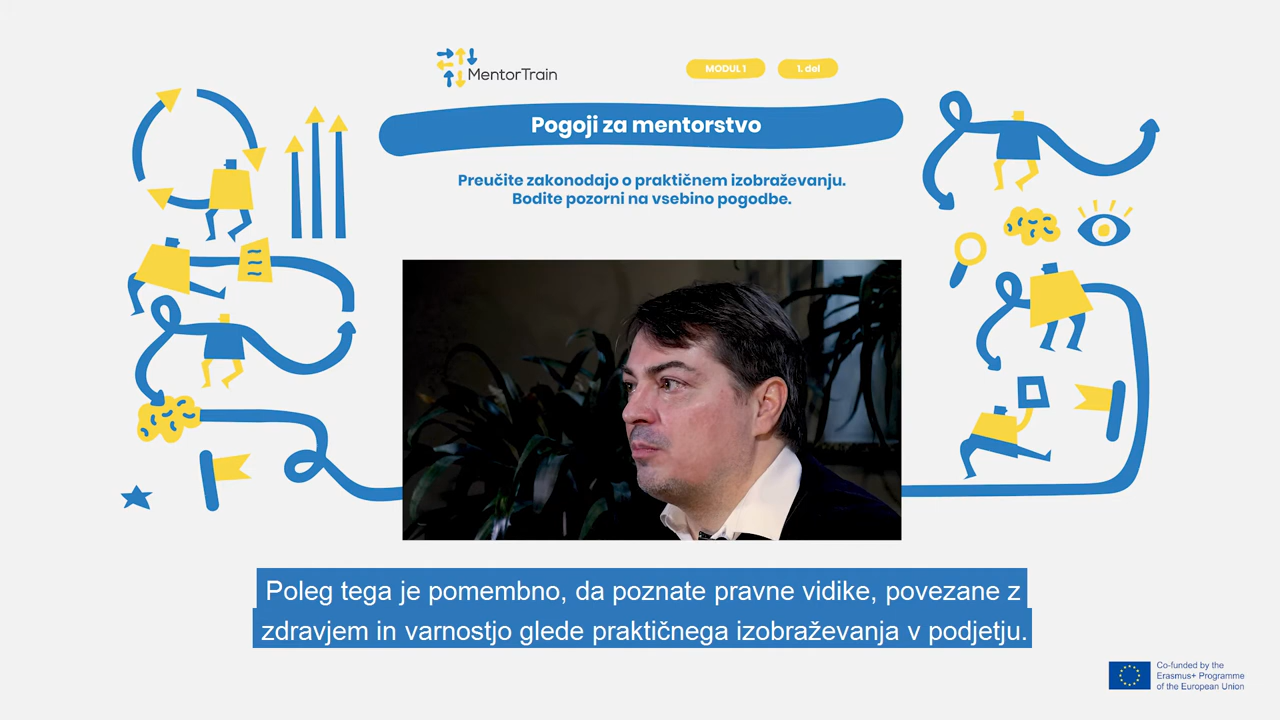 MentorTrain
MODUL 1
1. del
Pogoji za mentorstvo
Preučite zakonodajo o praktičnem izobraževanju.
Bodite pozorni na vsebino pogodbe.
Poleg tega je pomembno, da poznate pravne vidike, povezane z
zdravjem in varnostjo glede praktičnega izobraževanja v podjetju.
Co-funded by the
Erasmus+ Programme
of the European Union